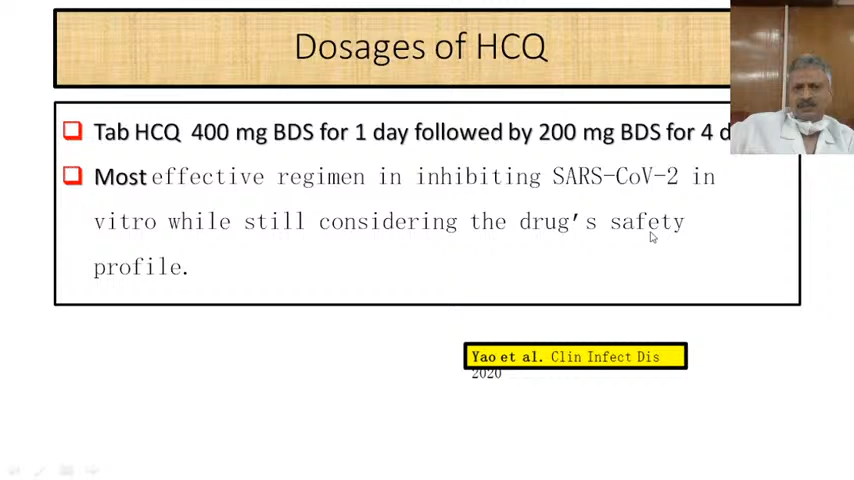 Dosages of HCQ
Tab HCQ 400 mg BDS for 1 day followed by 200 mg BDS for 4
Most effective regimen in inhibiting SARS-CoV-2 in
vitro while still considering the drug's safety
profile.
Yao et al. Clin Infect Dis
2020